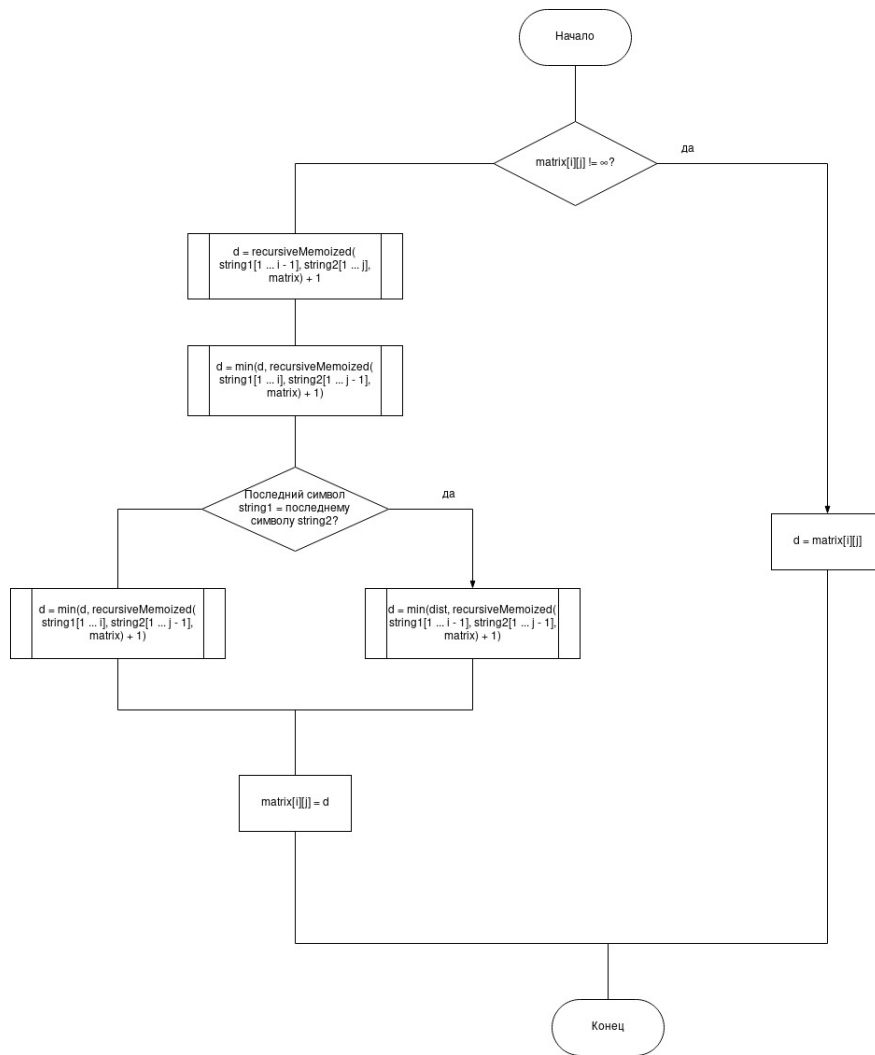 Начало
matrix[i][j] != ∞?
да
d = recursiveMemoized(
string1[1 ... i - 1], string2[1 ... j],
matrix) + 1
d = min(d, recursiveMemoized(
string1[1 ... i], string2[1 ... j - 1],
matrix) + 1)
Последний символ
string1 = последнему
символу string2?
да
d = matrix[i][j]
d = min(d, recursiveMemoized(
string1[1 ... i], string2[1 ... j - 1],
matrix) + 1)
d = min(dist, recursiveMemoized(
string1[1 ... i - 1], string2[1 ... j - 1],
matrix) + 1)
matrix[i][j] = d
Конец